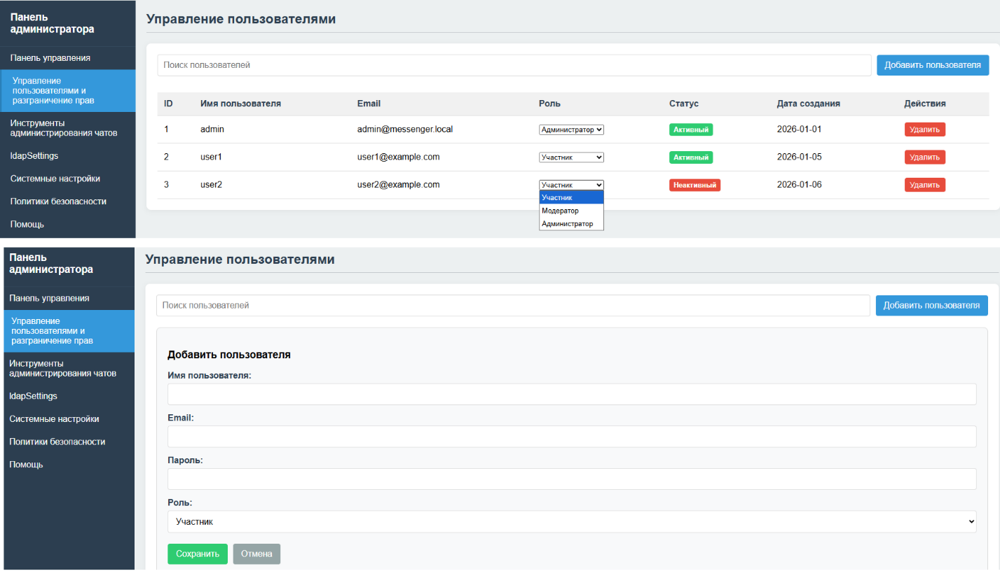 Панель
администратора
Панель управления
Управление
пользователями и
разграничение прав
Инструменты
администрирования чатов
ldapSettings
Системные настройки
Политики безопасности
Помощь
Управление пользователями
Поиск пользователей
Добавить пользователя
ID Имя пользователя Email Роль Статус Дата создания Действия
1 admin admin@messenger.local Администратор Активный 2026-01-01 Удалить
2 user1 user1@example.com Участник Активный 2026-01-05 Удалить
3 user2 user2@example.com Участник Неактивный 2026-01-06 Удалить
Участник
Модератор
Администратор
Панель
администратора
Панель управления
Управление
пользователями и
разграничение прав
Инструменты
администрирования чатов
ldapSettings
Системные настройки
Политики безопасности
Помощь
Управление пользователями
Поиск пользователей
Добавить пользователя
Добавить пользователя
Имя пользователя:
Email:
Пароль:
Роль:
Участник
Сохранить Отмена